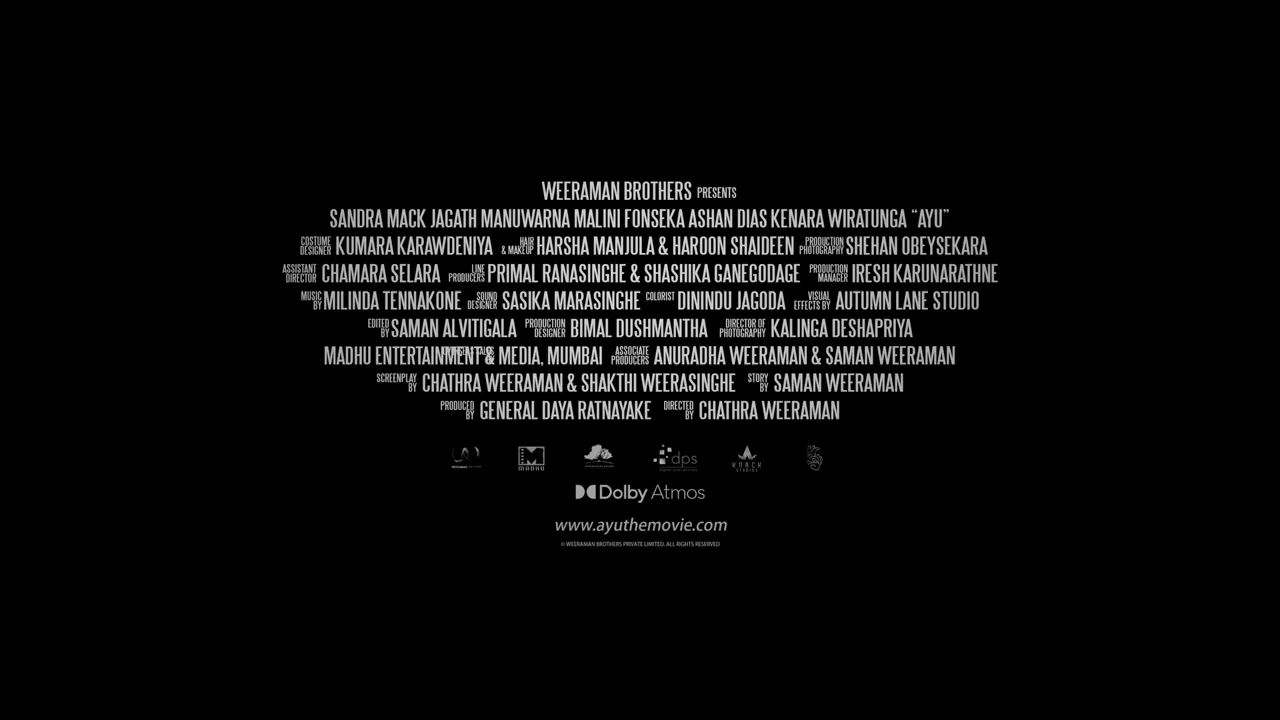 WEERAMAN BROTHERS PRESENTS
SANDRA MACK JAGATH MANUWARNA MALINI FONSEKA ASHAN DIAS KENARA WIRATUNGA “AYU”
COSTUME DESIGNER KUMARA KARAWDENIYA HAIR & MAKEUP HARSHA MANJULA & HAROON SHAIDEEN PRODUCTION PHOTOGRAPHY SHEHAN OBEYSEKARA
ASSISTANT DIRECTOR CHAMARA SELARA LINE PRODUCERS PRIMAL RANASINGHE & SHASHIKA GANEGODAGE PRODUCTION MANAGER IRESH KARUNARATHNE
MUSIC BY MILINDA TENNAKONE SOUND DESIGNER SASIKA MARASINGHE COLORIST DININDU JAGODA VISUAL EFFECTS BY AUTUMN LANE STUDIO
EDITED BY SAMAN ALVITIGALA PRODUCTION DESIGNER BIMAL DUSHMANTHA DIRECTOR OF PHOTOGRAPHY KALINGA DESHAPRIYA
MADHU ENTERTAINMENT & MEDIA, MUMBAI ASSOCIATE PRODUCERS ANURADHA WEERAMAN & SAMAN WEERAMAN
SCREENPLAY BY CHATHRA WEERAMAN & SHAKTHI WEERASINGHE STORY BY SAMAN WEERAMAN
PRODUCED BY GENERAL DAYA RATNAYAKE DIRECTED BY CHATHRA WEERAMAN
MADHU dps KNACK STUDIOS
Dolby Atmos
www.ayuthemovie.com
© WEERAMAN BROTHERS PRIVATE LIMITED. ALL RIGHTS RESERVED